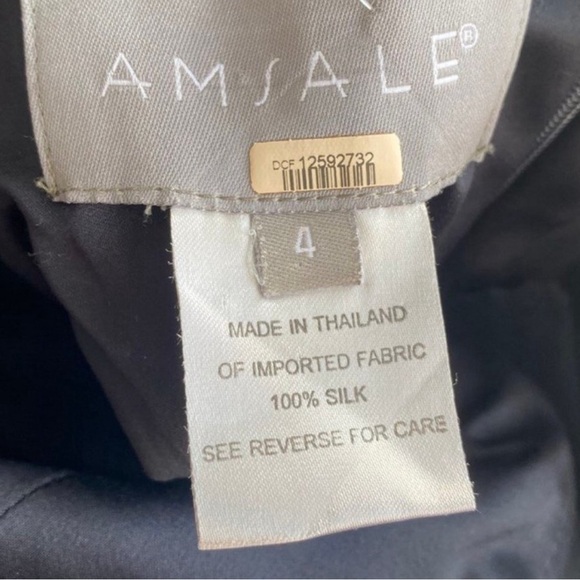 AMSALE®
DCF 12592732
4
MADE IN THAILAND
OF IMPORTED FABRIC
100% SILK
SEE REVERSE FOR CARE